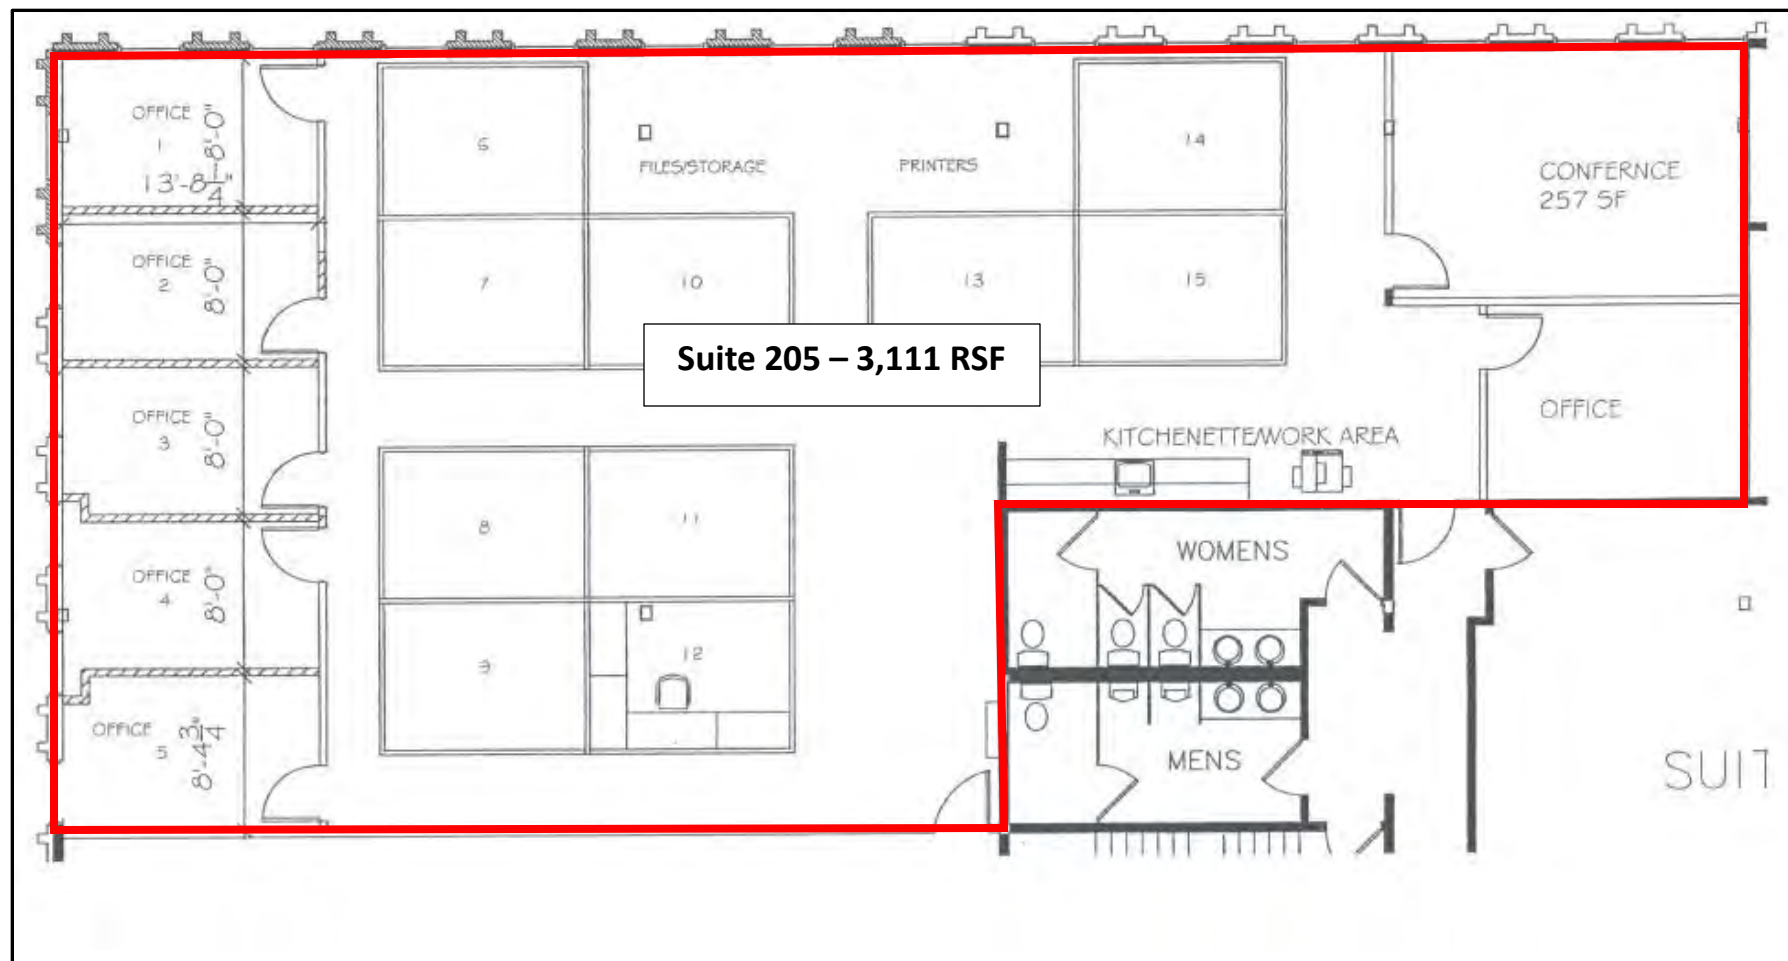 OFFICE
1
8'-0"
13'-8 1/4"
6
FILES/STORAGE
PRINTERS
14
CONFERNCE
257 SF
OFFICE
2
8'-0"
7
10
13
15
Suite 205 – 3,111 RSF
OFFICE
3
8'-0"
OFFICE
KITCHENETTE/WORK AREA
8
11
WOMENS
OFFICE
4
8'-0"
9
12
OFFICE
5
8'-4 3/4"
MENS
SUIT